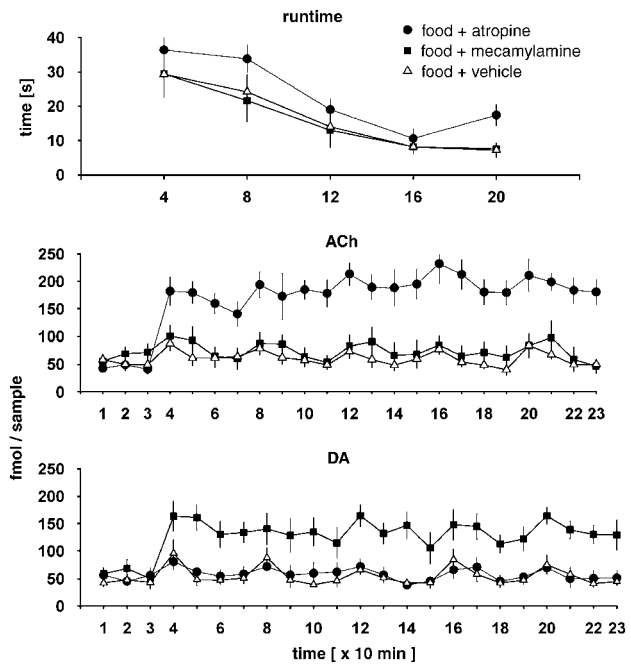 runtime
food + atropine
food + mecamylamine
food + vehicle
time [s]
40
30
20
10
0
4 8 12 16 20
ACh
250
200
150
100
50
0
1 2 3 4 6 8 10 12 14 16 18 20 22 23
fmol / sample
DA
250
200
150
100
50
0
1 2 3 4 6 8 10 12 14 16 18 20 22 23
time [ x 10 min ]